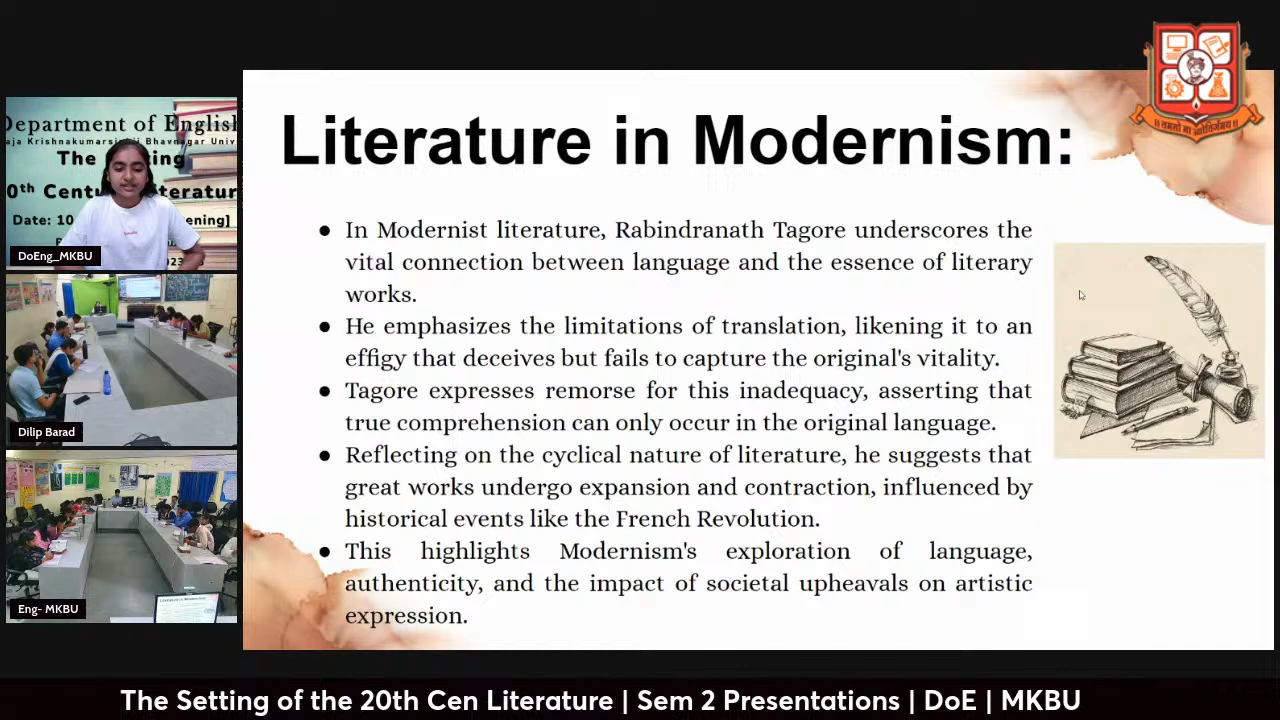 Department of English
The
ng
0th Centu
teratur
Date: 10
ening]
DoEng_MKBU
Dilip Barad
Eng- MKBU
Literature in Modernism:
● In Modernist literature, Rabindranath Tagore underscores the
vital connection between language and the essence of literary
works.
● He emphasizes the limitations of translation, likening it to an
effigy that deceives but fails to capture the original's vitality.
● Tagore expresses remorse for this inadequacy, asserting that
true comprehension can only occur in the original language.
● Reflecting on the cyclical nature of literature, he suggests that
great works undergo expansion and contraction, influenced by
historical events like the French Revolution.
● This highlights Modernism's exploration of language,
authenticity, and the impact of societal upheavals on artistic
expression.
The Setting of the 20th Cen Literature | Sem 2 Presentations | DoE | MKBU